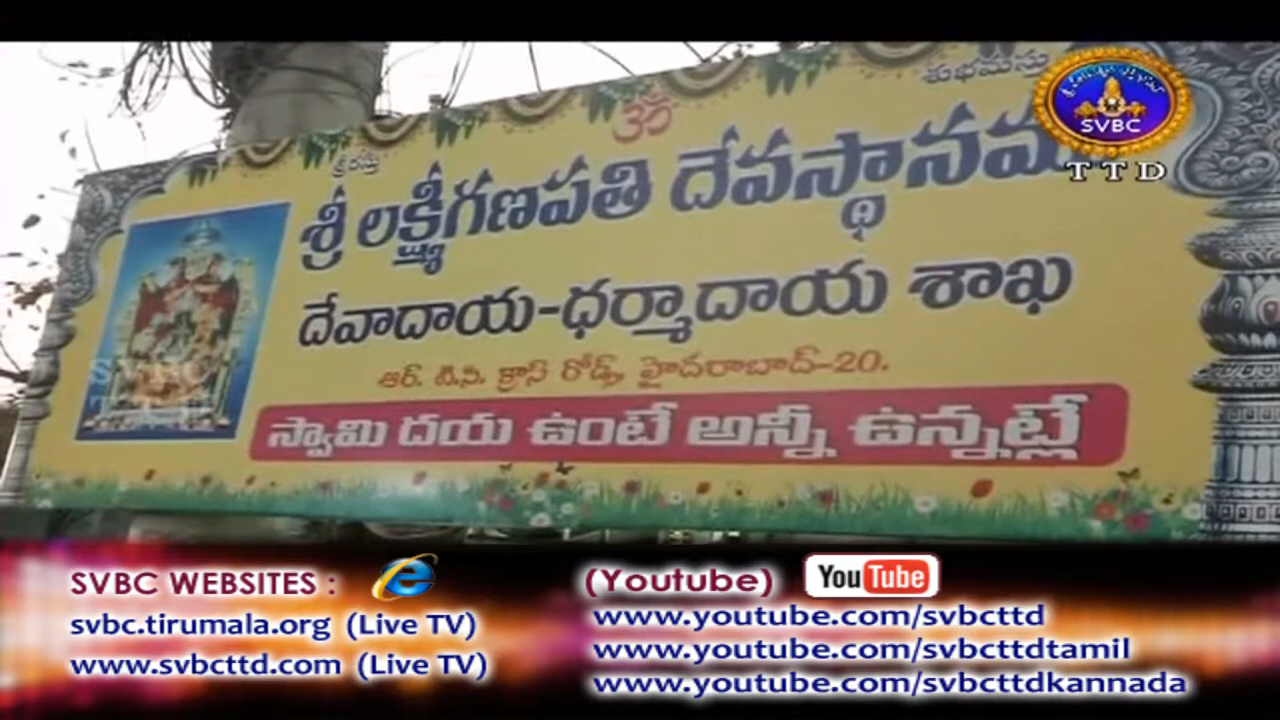 శుభమస్తు
శ్రీరస్తు
ఓం
శ్రీ లక్ష్మీగణపతి దేవస్థానము
దేవాదాయ-ధర్మాదాయ శాఖ
ఆర్. టి.సి. క్రాస్ రోడ్స్, హైదరాబాద్-20.
స్వామి దయ ఉంటే అన్నీ ఉన్నట్లే
SVBC
TTD
SVBC WEBSITES :
svbc.tirumala.org (Live TV)
www.svbcttd.com (Live TV)
(Youtube) YouTube
www.youtube.com/svbcttd
www.youtube.com/svbcttdtamil
www.youtube.com/svbcttdkannada